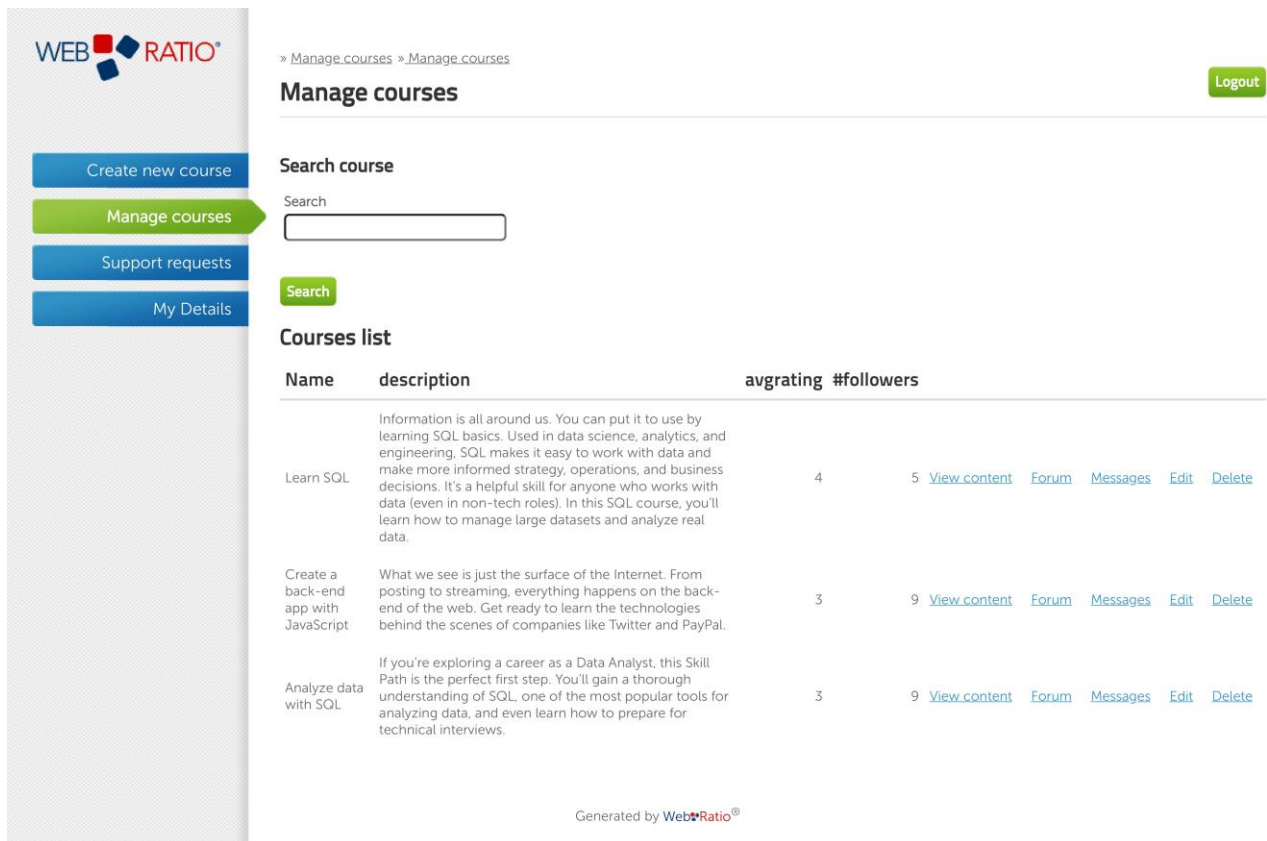 WEB RATIO®
» Manage courses » Manage courses
Manage courses
Logout
Create new course
Manage courses
Support requests
My Details
Search course
Search
Search
Courses list
Name description avgrating #followers
Learn SQL
Information is all around us. You can put it to use by
learning SQL basics. Used in data science, analytics, and
engineering, SQL makes it easy to work with data and
make more informed strategy, operations, and business
decisions. It's a helpful skill for anyone who works with
data (even in non-tech roles). In this SQL course, you'll
learn how to manage large datasets and analyze real
data.
4 5 View content Forum Messages Edit Delete
Create a
back-end
app with
JavaScript
What we see is just the surface of the Internet. From
posting to streaming, everything happens on the back-
end of the web. Get ready to learn the technologies
behind the scenes of companies like Twitter and PayPal.
3 9 View content Forum Messages Edit Delete
Analyze data
with SQL
If you're exploring a career as a Data Analyst, this Skill
Path is the perfect first step. You'll gain a thorough
understanding of SQL, one of the most popular tools for
analyzing data, and even learn how to prepare for
technical interviews.
3 9 View content Forum Messages Edit Delete
Generated by WebRatio®